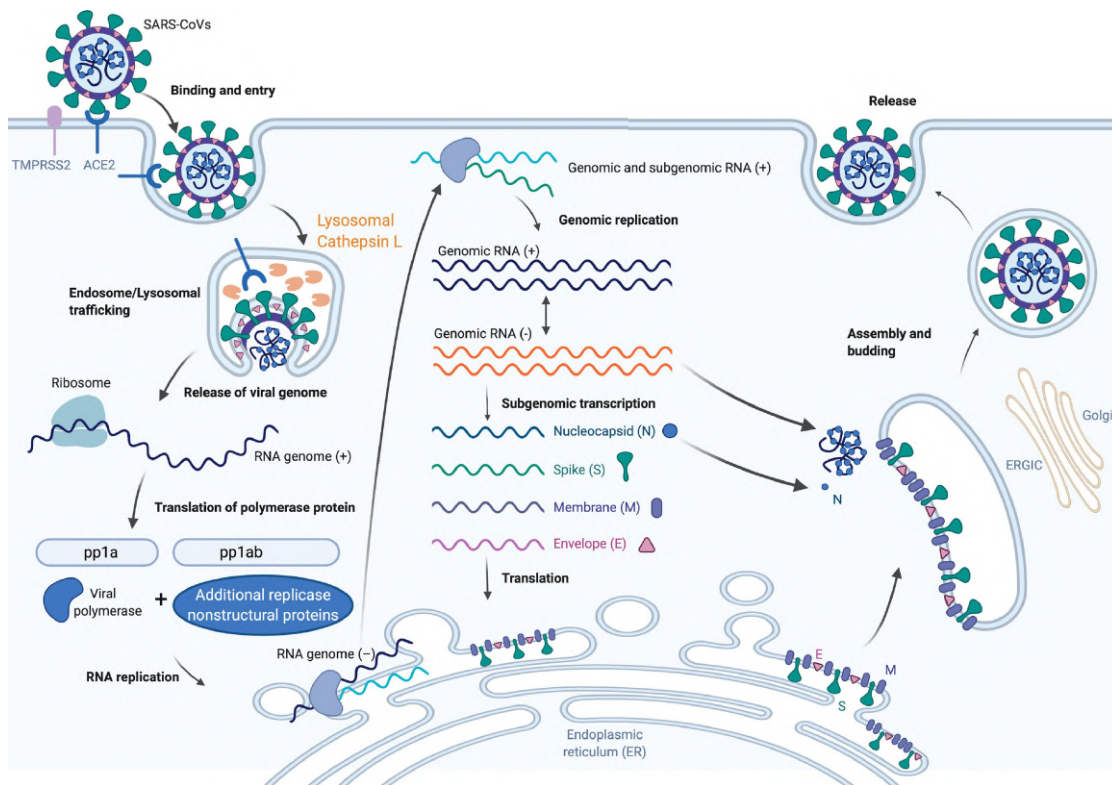 SARS-CoVs
Binding and entry
TMPRSS2
ACE2
Lysosomal
Cathepsin L
Endosome/Lysosomal
trafficking
Release of viral genome
Ribosome
RNA genome (+)
Translation of polymerase protein
pp1a
pp1ab
Viral
polymerase
+
Additional replicase
nonstructural proteins
RNA replication
RNA genome (−)
Genomic and subgenomic RNA (+)
Genomic replication
Genomic RNA (+)
Genomic RNA (-)
Subgenomic transcription
Nucleocapsid (N)
Spike (S)
Membrane (M)
Envelope (E)
Translation
Endoplasmic
reticulum (ER)
E
M
S
N
Assembly and
budding
ERGIC
Golgi
Release